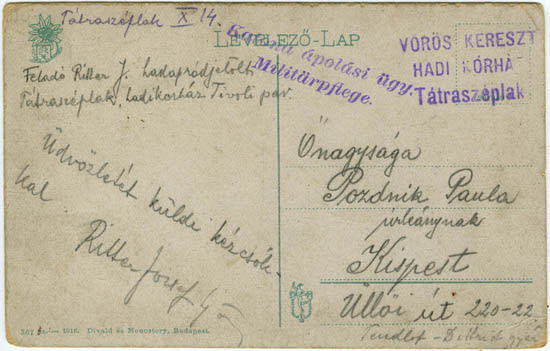 Tátraszéplak X 14.
LEVELEZŐ-LAP
Feladó Ritter J. hadapródjelölt
Tátraszéplak, hadikórház Tivoli pav.
Katona ápolási ügy.
Militärpflege.
VÖRÖS KERESZT
HADI KÓRHÁ
Tátraszéplak
Üdvözletét küldi kézcsók-
kal
Ritter József
Őnagysága
Pozdnik Paula
urleánynak
Kispest
Üllői út 220-22.
1916. Divald és Monostory, Budapest.